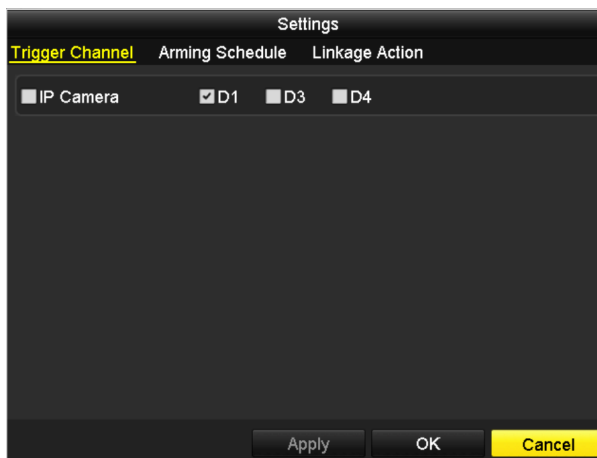 Settings
Trigger Channel Arming Schedule Linkage Action
IP Camera D1 D3 D4
Apply OK Cancel